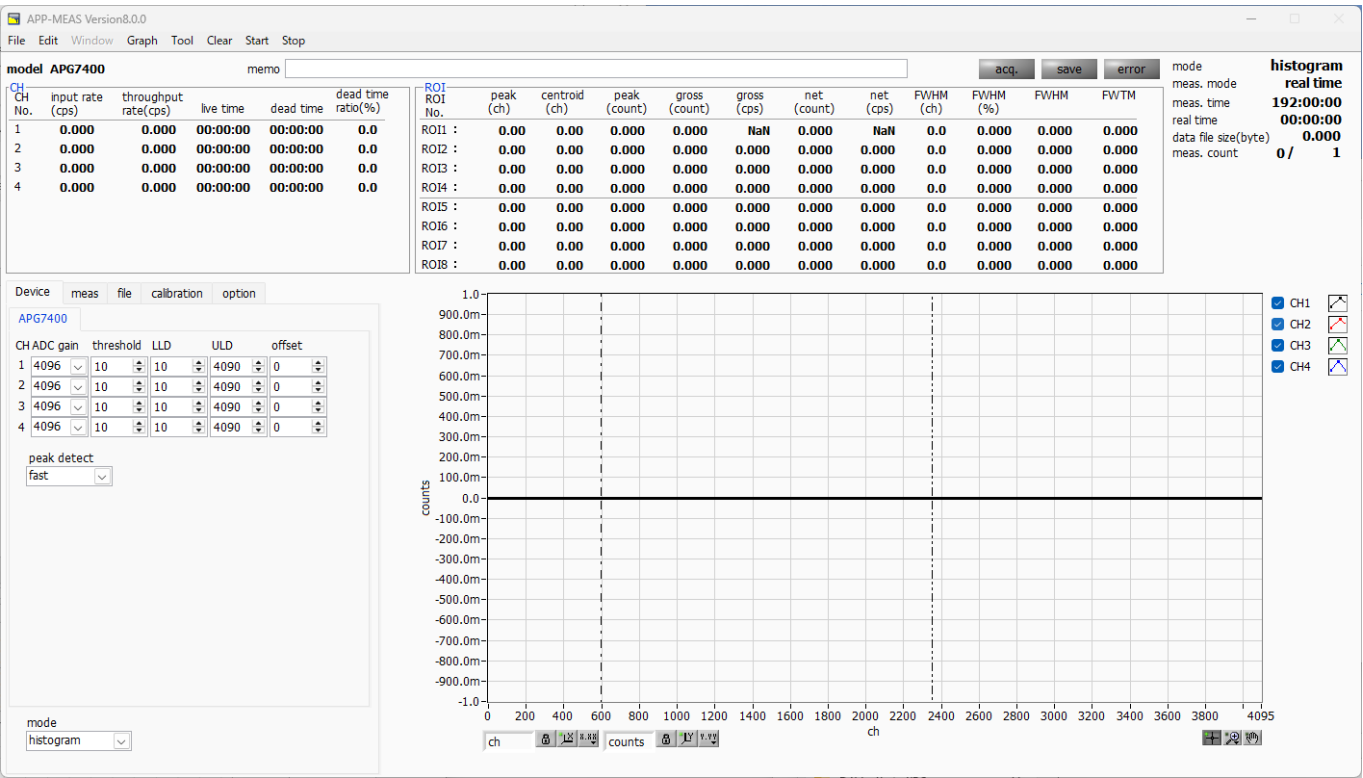 APP-MEAS Version8.0.0
File Edit Window Graph Tool Clear Start Stop
model APG7400 memo acq. save error
mode histogram
meas. mode real time
meas. time 192:00:00
real time 00:00:00
data file size(byte) 0.000
meas. count 0 / 1
CH
CH No. input rate (cps) throughput rate(cps) live time dead time dead time ratio(%)
1 0.000 0.000 00:00:00 00:00:00 0.0
2 0.000 0.000 00:00:00 00:00:00 0.0
3 0.000 0.000 00:00:00 00:00:00 0.0
4 0.000 0.000 00:00:00 00:00:00 0.0
ROI
ROI No. peak (ch) centroid (ch) peak (count) gross (count) gross (cps) net (count) net (cps) FWHM (ch) FWHM (%) FWHM FWTM
ROI1 : 0.00 0.00 0.000 0.000 NaN 0.000 NaN 0.0 0.000 0.000 0.000
ROI2 : 0.00 0.00 0.000 0.000 0.000 0.000 0.000 0.0 0.000 0.000 0.000
ROI3 : 0.00 0.00 0.000 0.000 0.000 0.000 0.000 0.0 0.000 0.000 0.000
ROI4 : 0.00 0.00 0.000 0.000 0.000 0.000 0.000 0.0 0.000 0.000 0.000
ROI5 : 0.00 0.00 0.000 0.000 0.000 0.000 0.000 0.0 0.000 0.000 0.000
ROI6 : 0.00 0.00 0.000 0.000 0.000 0.000 0.000 0.0 0.000 0.000 0.000
ROI7 : 0.00 0.00 0.000 0.000 0.000 0.000 0.000 0.0 0.000 0.000 0.000
ROI8 : 0.00 0.00 0.000 0.000 0.000 0.000 0.000 0.0 0.000 0.000 0.000
Device meas file calibration option
APG7400
CH ADC gain threshold LLD ULD offset
1 4096 10 10 4090 0
2 4096 10 10 4090 0
3 4096 10 10 4090 0
4 4096 10 10 4090 0
peak detect
fast
mode
histogram
counts
1.0
900.0m
800.0m
700.0m
600.0m
500.0m
400.0m
300.0m
200.0m
100.0m
0.0
-100.0m
-200.0m
-300.0m
-400.0m
-500.0m
-600.0m
-700.0m
-800.0m
-900.0m
-1.0
0 200 400 600 800 1000 1200 1400 1600 1800 2000 2200 2400 2600 2800 3000 3200 3400 3600 3800 4095
ch
ch X X.XX counts Y Y.YY
CH1
CH2
CH3
CH4